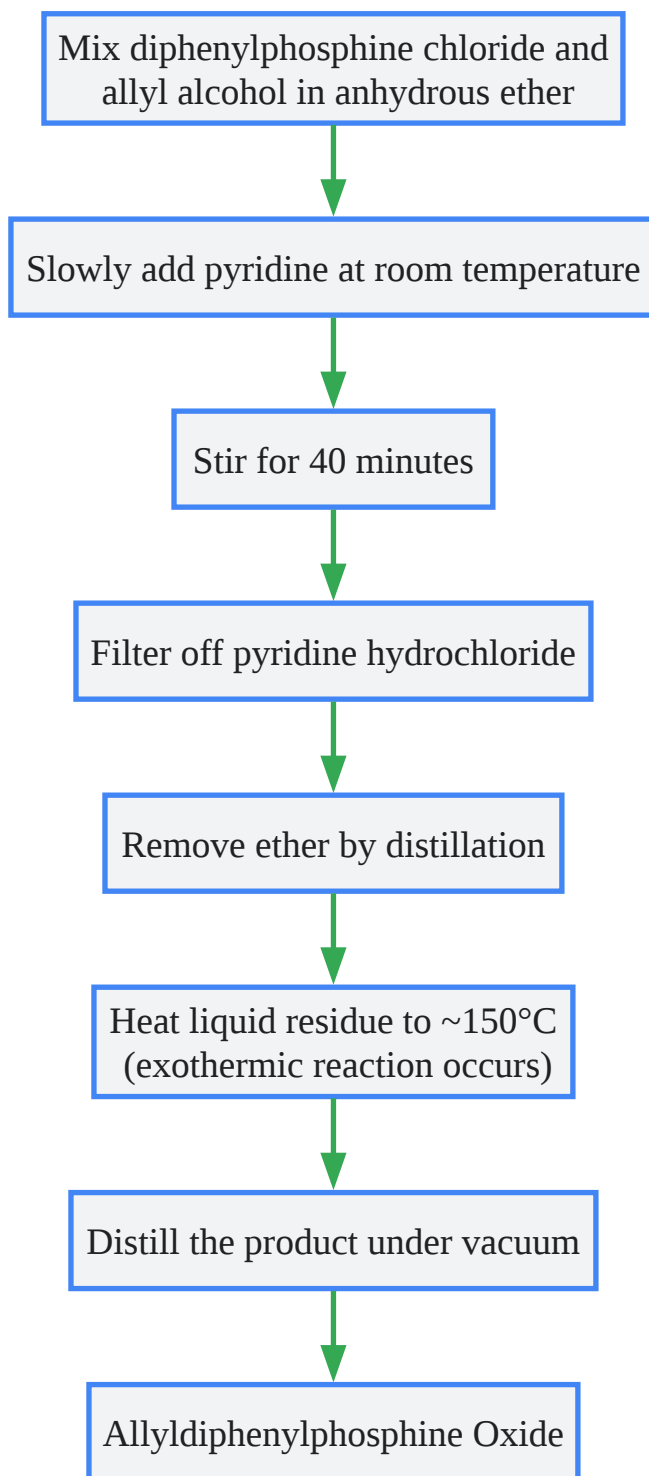 Mix diphenylphosphine chloride and
allyl alcohol in anhydrous ether
Slowly add pyridine at room temperature
Stir for 40 minutes
Filter off pyridine hydrochloride
Remove ether by distillation
Heat liquid residue to ~150°C
(exothermic reaction occurs)
Distill the product under vacuum
Allyldiphenylphosphine Oxide